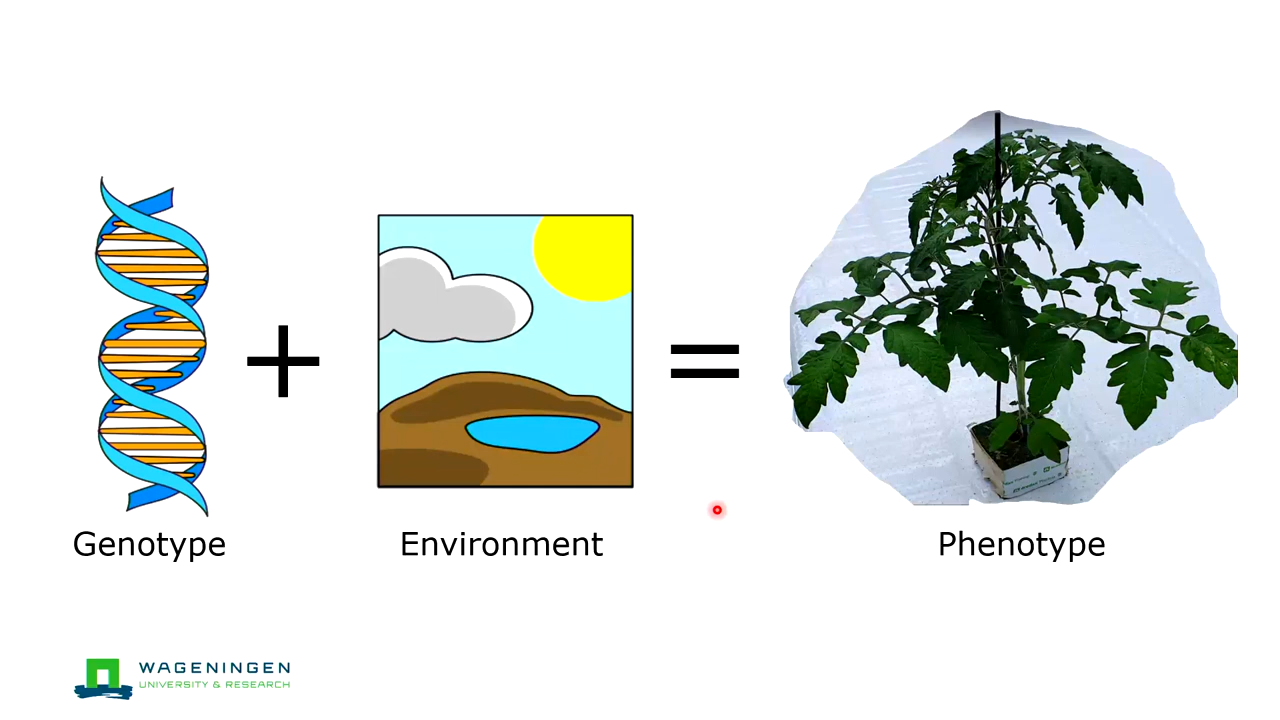 Genotype
Environment
Phenotype
WAGENINGEN
UNIVERSITY & RESEARCH